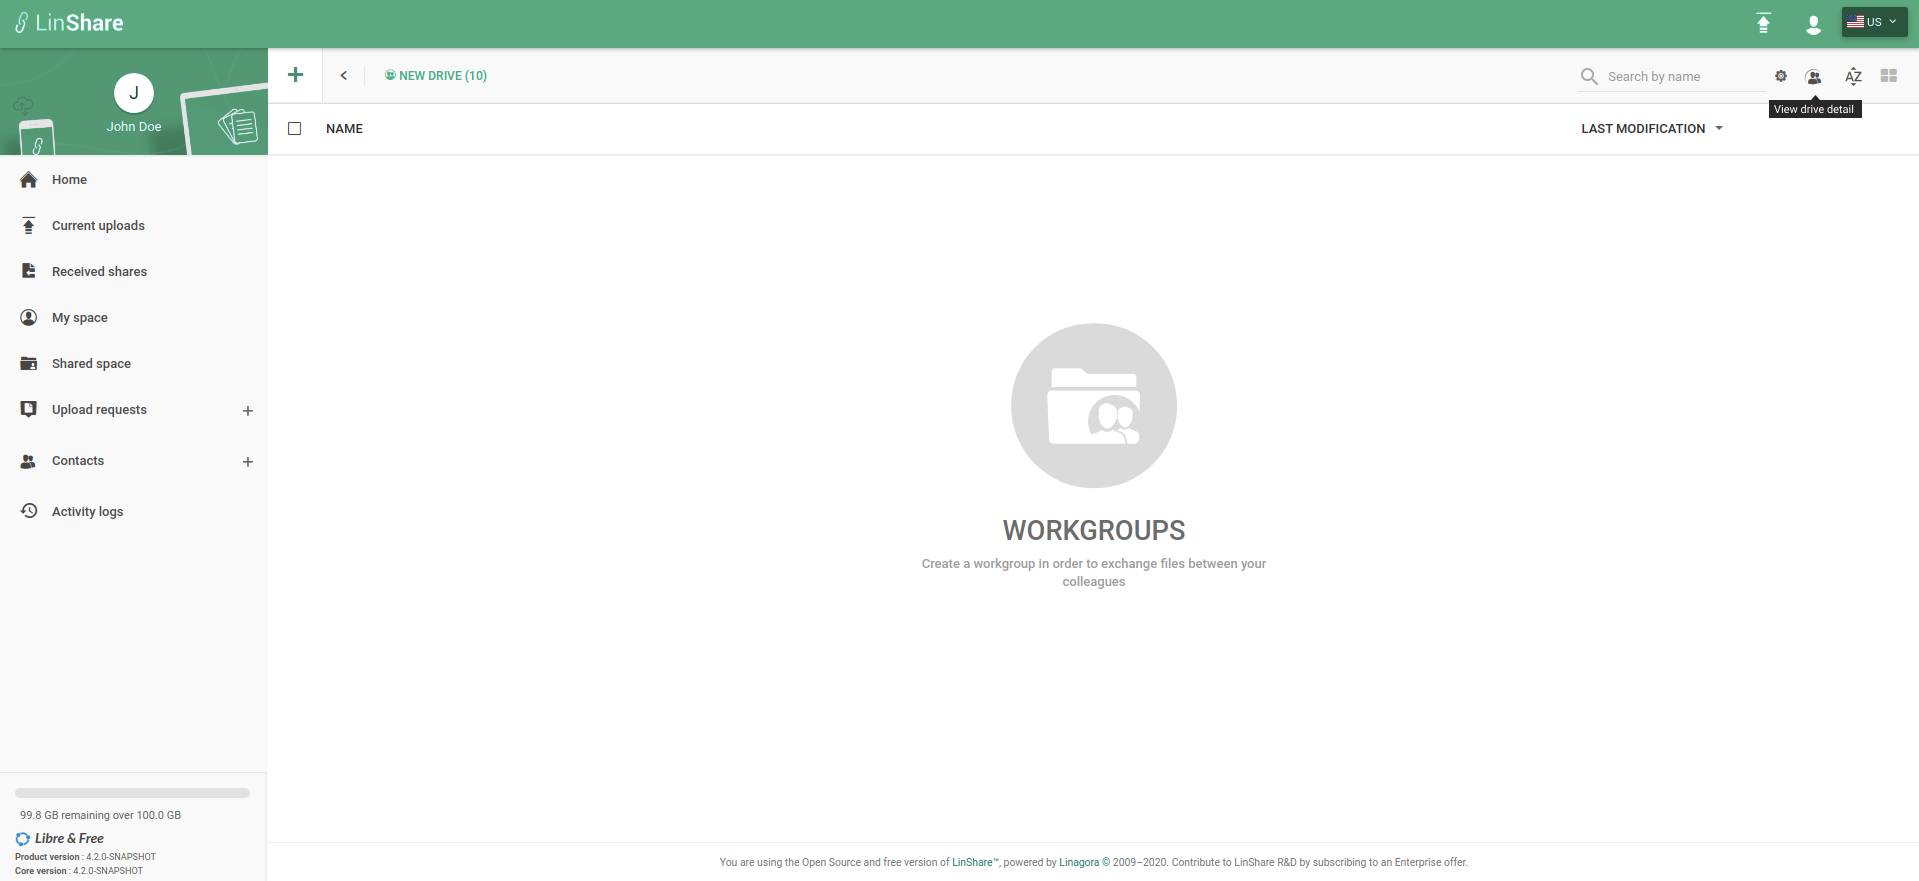 LinShare
US
J
John Doe
NEW DRIVE (10)
Search by name
AZ
View drive detail
NAME
LAST MODIFICATION
Home
Current uploads
Received shares
My space
Shared space
Upload requests
Contacts
Activity logs
WORKGROUPS
Create a workgroup in order to exchange files between your
colleagues
99.8 GB remaining over 100.0 GB
Libre & Free
Product version : 4.2.0-SNAPSHOT
Core version : 4.2.0-SNAPSHOT
You are using the Open Source and free version of LinShare™, powered by Linagora © 2009–2020. Contribute to LinShare R&D by subscribing to an Enterprise offer.